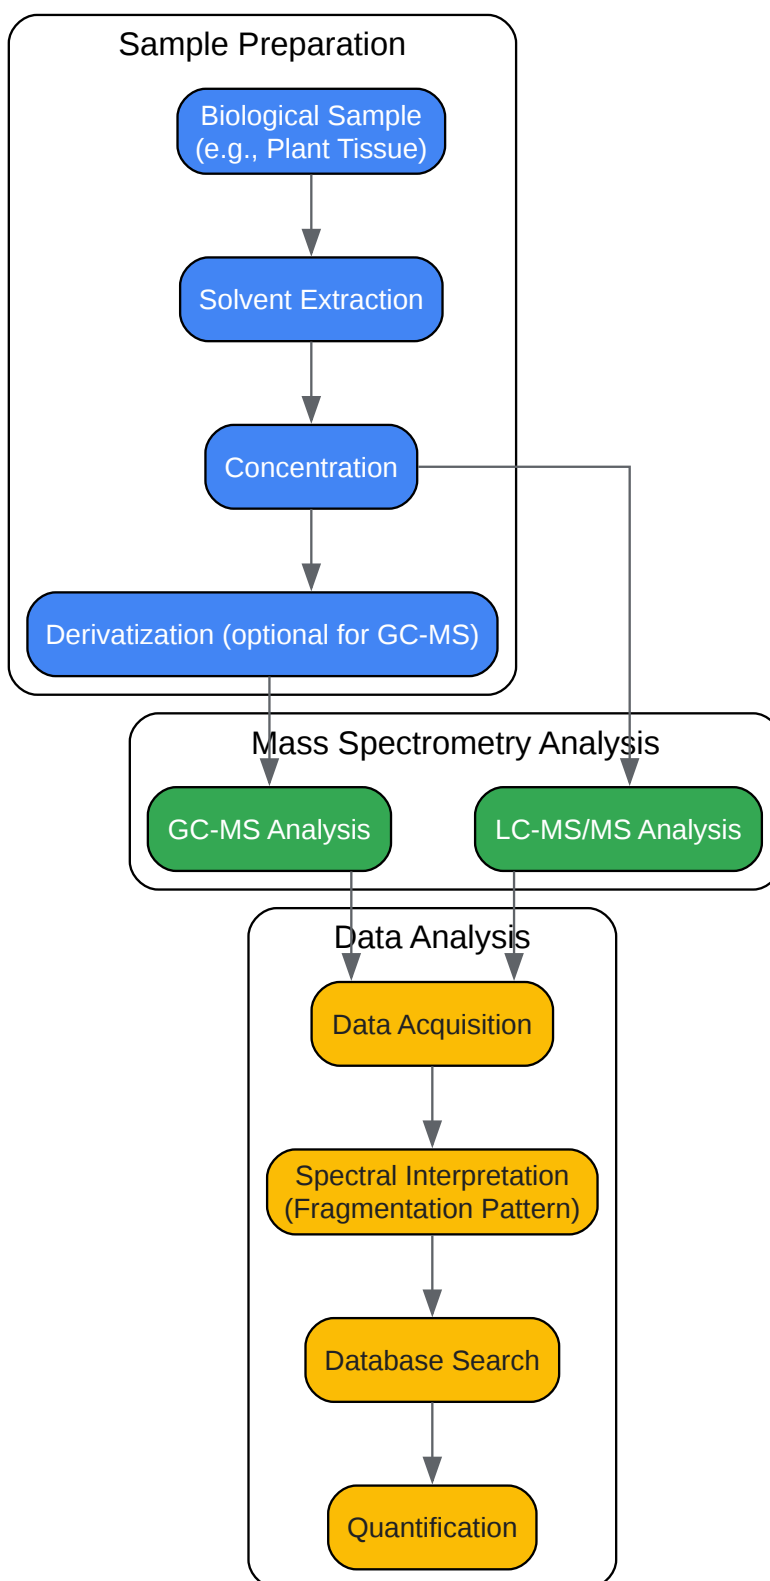 Sample Preparation
Biological Sample
(e.g., Plant Tissue)
Solvent Extraction
Concentration
Derivatization (optional for GC-MS)
Mass Spectrometry Analysis
GC-MS Analysis
LC-MS/MS Analysis
Data Analysis
Data Acquisition
Spectral Interpretation
(Fragmentation Pattern)
Database Search
Quantification